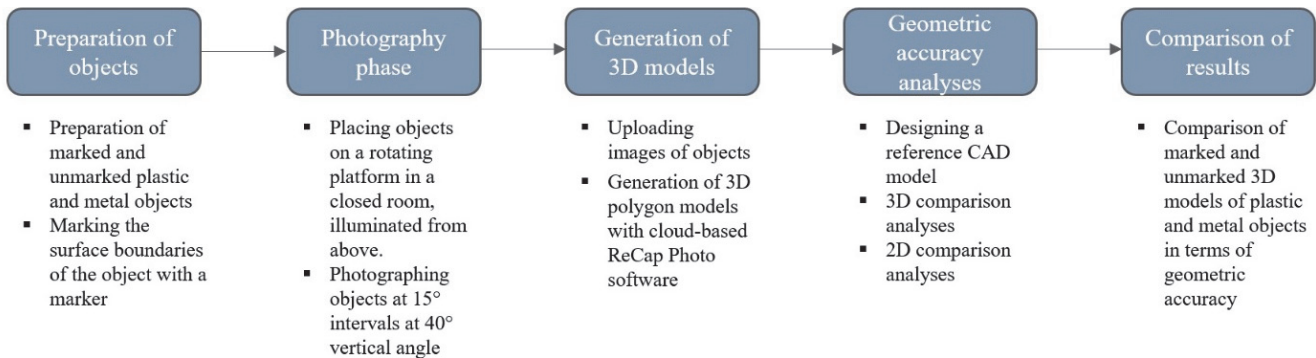 Preparation of
objects
Photography
phase
Generation of
3D models
Geometric
accuracy
analyses
Comparison of
results
▪ Preparation of
marked and
unmarked plastic
and metal objects
▪ Marking the
surface boundaries
of the object with a
marker
▪ Placing objects
on a rotating
platform in a
closed room,
illuminated from
above.
▪ Photographing
objects at 15°
intervals at 40°
vertical angle
▪ Uploading
images of objects
▪ Generation of 3D
polygon models
with cloud-based
ReCap Photo
software
▪ Designing a
reference CAD
model
▪ 3D comparison
analyses
▪ 2D comparison
analyses
▪ Comparison of
marked and
unmarked 3D
models of plastic
and metal objects
in terms of
geometric
accuracy